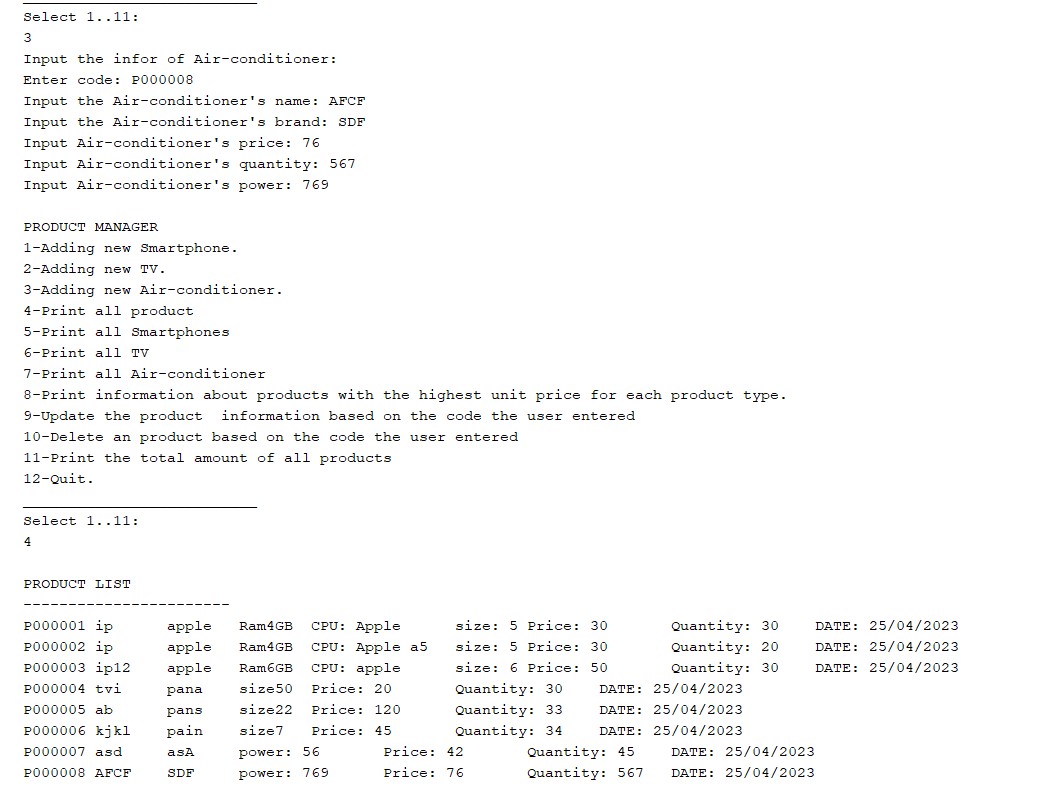 Select 1..11:
3
Input the infor of Air-conditioner:
Enter code: P000008
Input the Air-conditioner's name: AFCF
Input the Air-conditioner's brand: SDF
Input Air-conditioner's price: 76
Input Air-conditioner's quantity: 567
Input Air-conditioner's power: 769
PRODUCT MANAGER
1-Adding new Smartphone.
2-Adding new TV.
3-Adding new Air-conditioner.
4-Print all product
5-Print all Smartphones
6-Print all TV
7-Print all Air-conditioner
8-Print information about products with the highest unit price for each product type.
9-Update the product  information based on the code the user entered
10-Delete an product based on the code the user entered
11-Print the total amount of all products
12-Quit.
__________________________
Select 1..11:
4
PRODUCT LIST
-----------------------
P000001 ip      apple   Ram4GB  CPU: Apple      size: 5 Price: 30       Quantity: 30    DATE: 25/04/2023
P000002 ip      apple   Ram4GB  CPU: Apple a5   size: 5 Price: 30       Quantity: 20    DATE: 25/04/2023
P000003 ip12    apple   Ram6GB  CPU: apple      size: 6 Price: 50       Quantity: 30    DATE: 25/04/2023
P000004 tvi     pana    size50  Price: 20       Quantity: 30    DATE: 25/04/2023
P000005 ab      pans    size22  Price: 120      Quantity: 33    DATE: 25/04/2023
P000006 kjkl    pain    size7   Price: 45       Quantity: 34    DATE: 25/04/2023
P000007 asd     asA     power: 56       Price: 42       Quantity: 45    DATE: 25/04/2023
P000008 AFCF    SDF     power: 769      Price: 76       Quantity: 567   DATE: 25/04/2023